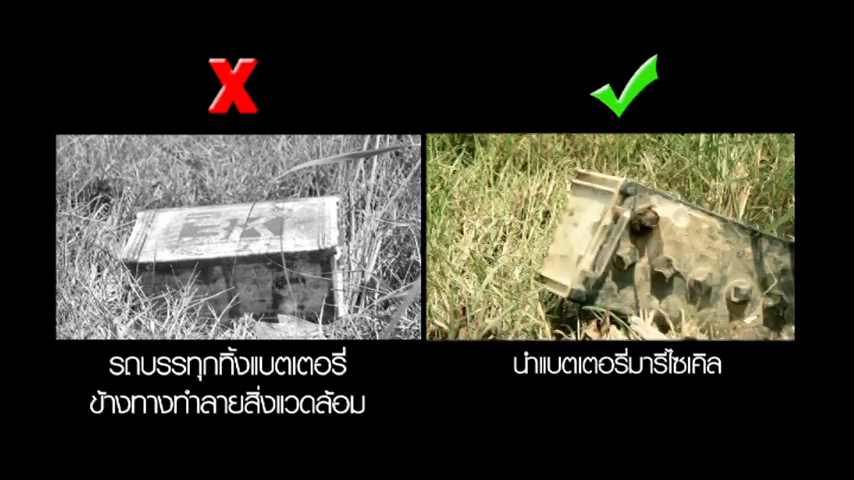 รถบรรทุกทิ้งแบตเตอรี่
ข้างทางทำลายสิ่งแวดล้อม
นำแบตเตอรี่มารีไซเคิล